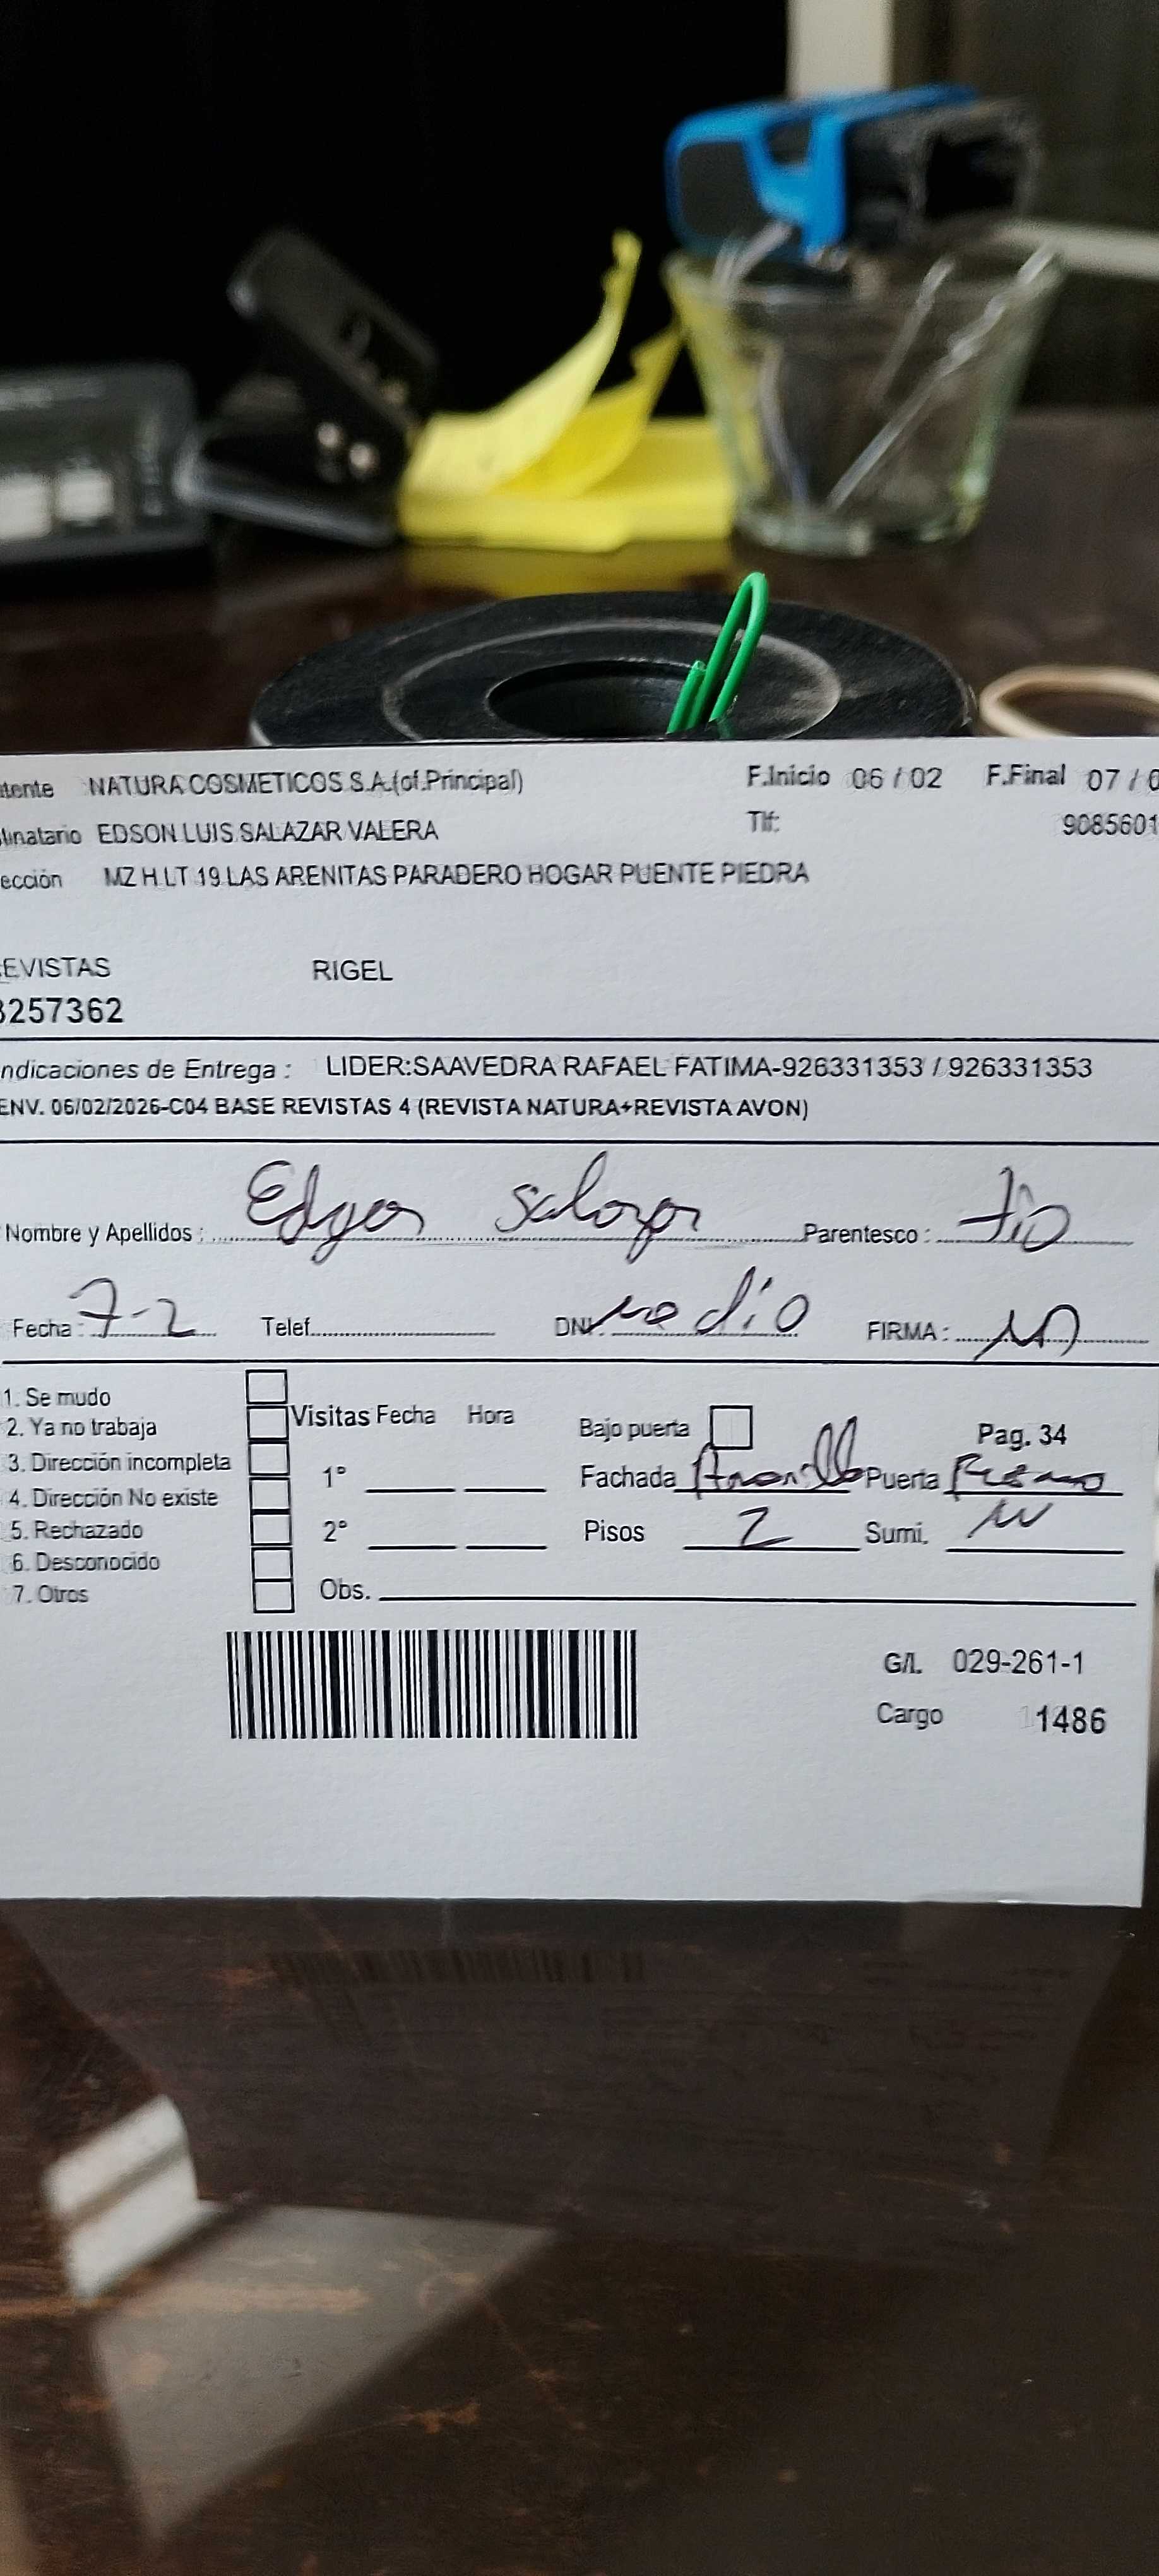 tente NATURA COSMETICOS S.A.(of.Principal) F.Inicio 06 / 02 F.Final 07 / 0
tinatario EDSON LUIS SALAZAR VALERA Tlf: 9085601
ección MZ H LT 19 LAS ARENITAS PARADERO HOGAR PUENTE PIEDRA
EVISTAS RIGEL
3257362
ndicaciones de Entrega : LIDER:SAAVEDRA RAFAEL FATIMA-926331353 / 926331353
ENV. 06/02/2026-C04 BASE REVISTAS 4 (REVISTA NATURA+REVISTA AVON)
Nombre y Apellidos : Edgar Salazar Parentesco : tio
Fecha : 7-2 Telef. DNI: no dio FIRMA :
1. Se mudo
2. Ya no trabaja Visitas Fecha Hora Bajo puerta Pag. 34
3. Dirección incompleta 1° Fachada Amarillo Puerta
4. Dirección No existe
5. Rechazado 2° Pisos 2 Sumi.
6. Desconocido
7. Otros Obs.
G/L 029-261-1
Cargo 1486